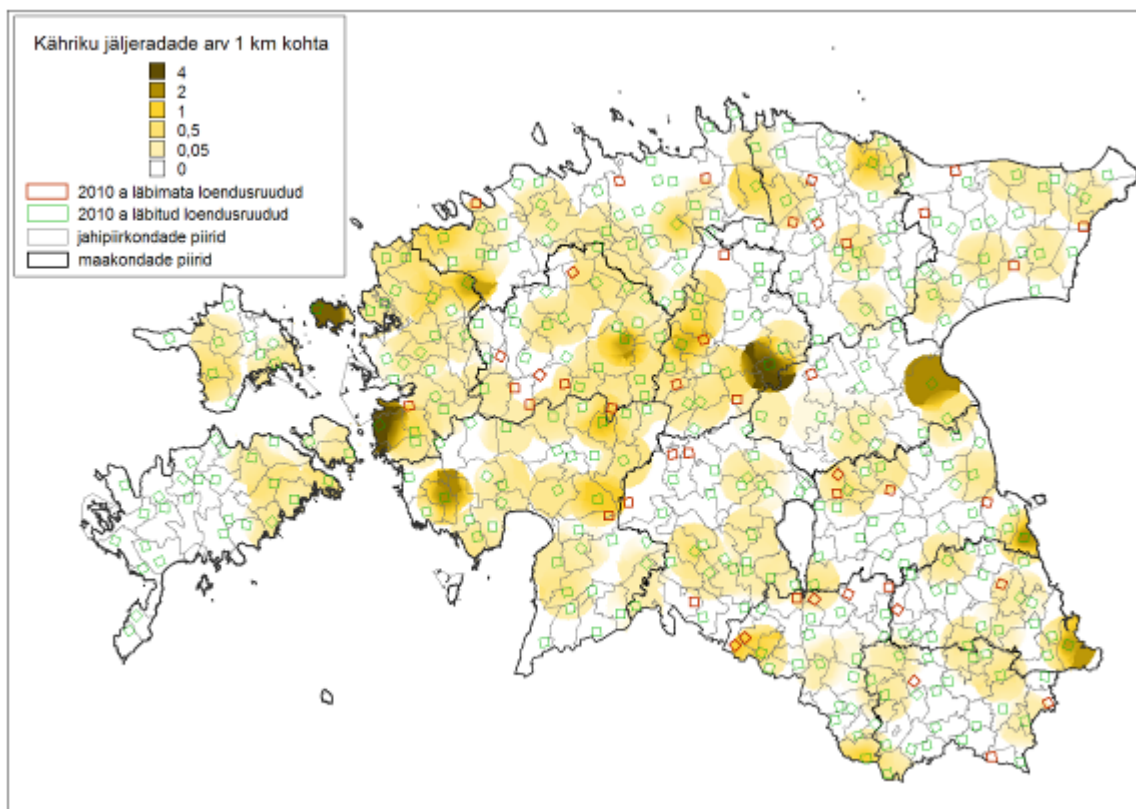 Kähriku jäljeradade arv 1 km kohta
4
2
1
0,5
0,05
0
2010 a läbimata loendusruudud
2010 a läbitud loendusruudud
jahipiirkondade piirid
maakondade piirid